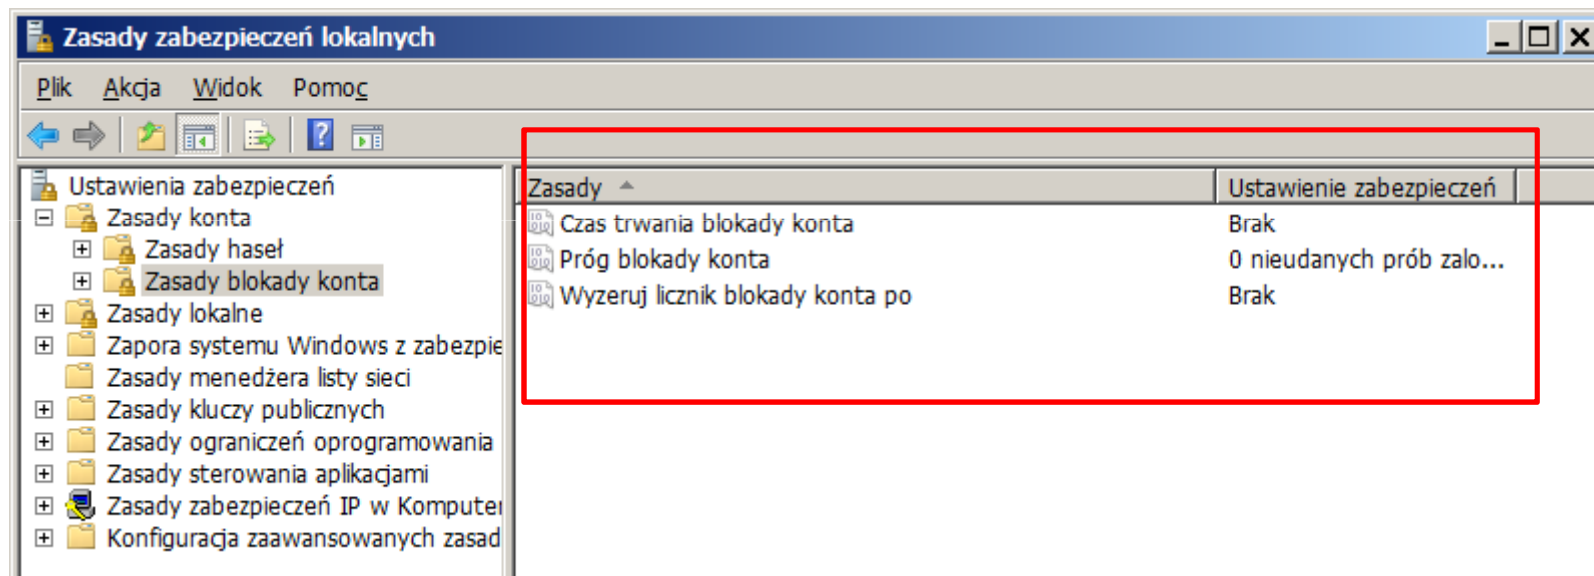 Zasady zabezpieczeń lokalnych
Plik Akcja Widok Pomoc
Ustawienia zabezpieczeń
Zasady konta
Zasady haseł
Zasady blokady konta
Zasady lokalne
Zapora systemu Windows z zabezpie
Zasady menedżera listy sieci
Zasady kluczy publicznych
Zasady ograniczeń oprogramowania
Zasady sterowania aplikacjami
Zasady zabezpieczeń IP w Komputer
Konfiguracja zaawansowanych zasad
Zasady Ustawienie zabezpieczeń
Czas trwania blokady konta Brak
Próg blokady konta 0 nieudanych prób zalo...
Wyzeruj licznik blokady konta po Brak